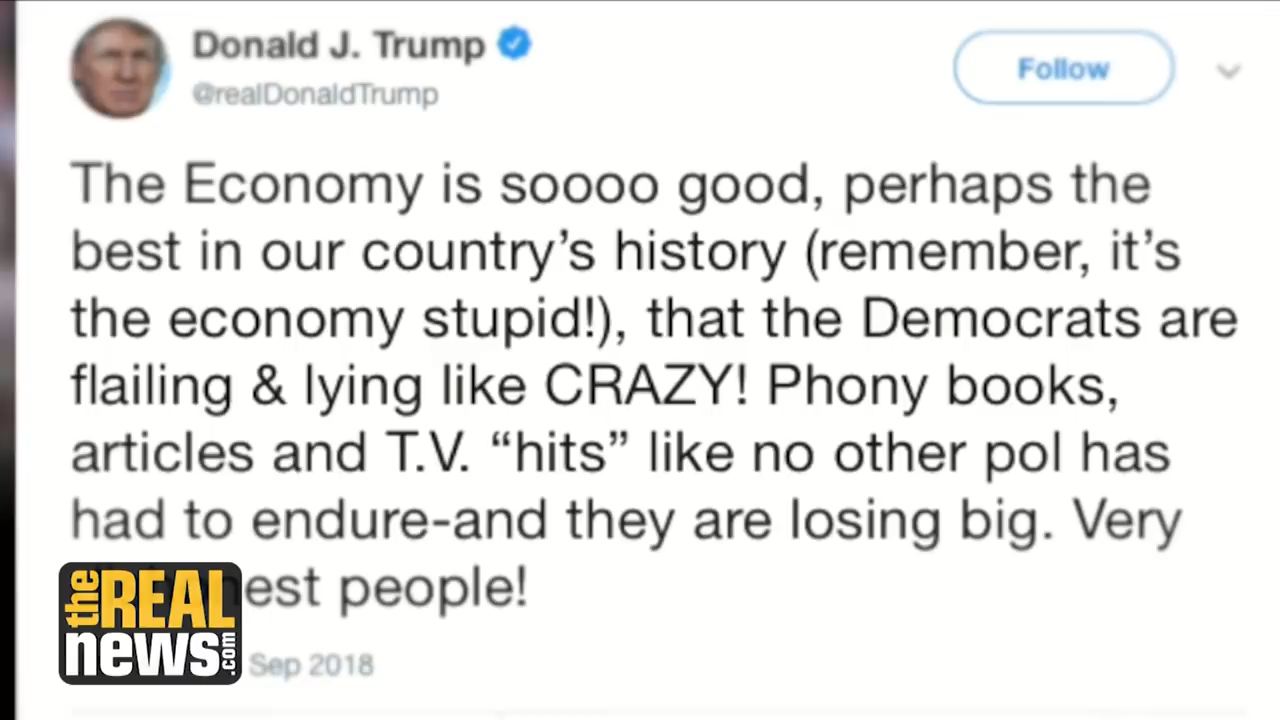 Donald J. Trump
@realDonaldTrump
Follow
The Economy is soooo good, perhaps the
best in our country’s history (remember, it’s
the economy stupid!), that the Democrats are
flailing & lying like CRAZY! Phony books,
articles and T.V. “hits” like no other pol has
had to endure-and they are losing big. Very
people!
the REAL news.com
Sep 2018